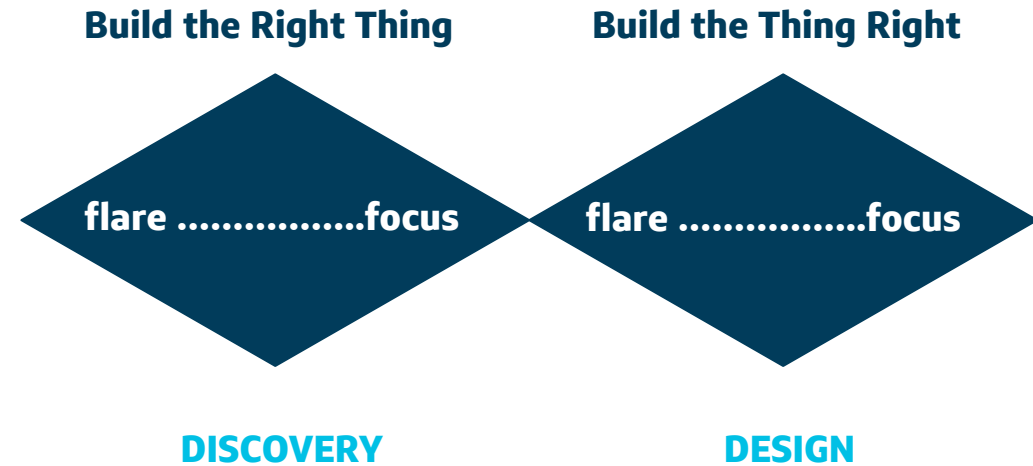 Build the Right Thing
Build the Thing Right
flare .................focus
flare .................focus
DISCOVERY
DESIGN